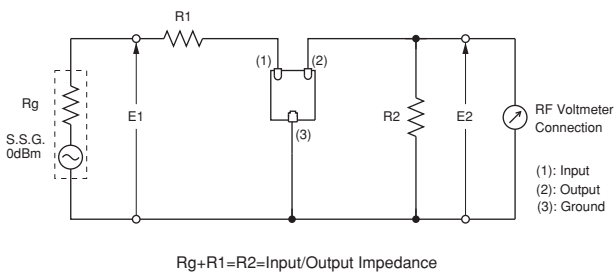 R1
(1)
(2)
Rg
E1
R2
E2
RF Voltmeter
Connection
S.S.G.
0dBm
(3)
(1): Input
(2): Output
(3): Ground
Rg+R1=R2=Input/Output Impedance